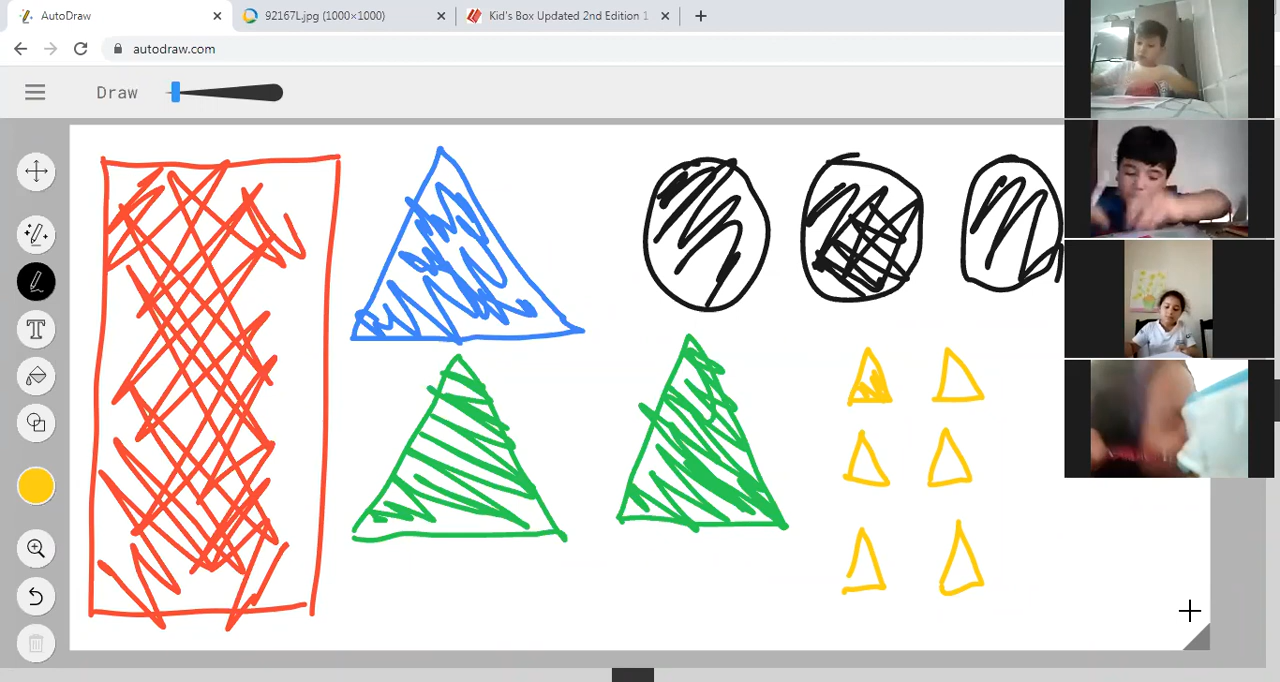 AutoDraw
92167L.jpg (1000×1000)
Kid's Box Updated 2nd Edition 1
autodraw.com
Draw
T